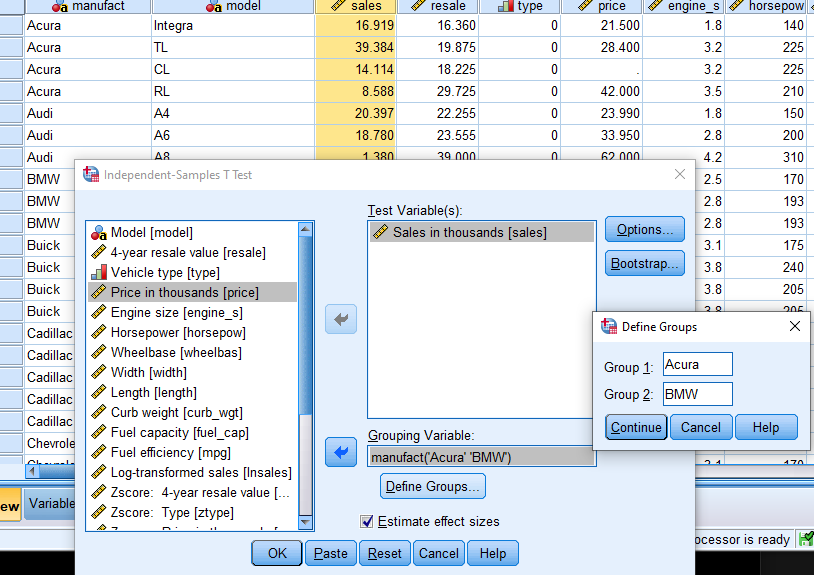 manufact model sales resale type price engine_s horsepow
Acura Integra 16.919 16.360 0 21.500 1.8 140
Acura TL 39.384 19.875 0 28.400 3.2 225
Acura CL 14.114 18.225 0 . 3.2 225
Acura RL 8.588 29.725 0 42.000 3.5 210
Audi A4 20.397 22.255 0 23.990 1.8 150
Audi A6 18.780 23.555 0 33.950 2.8 200
Audi A8 1.380 39.000 0 62.000 4.2 310
BMW 2.5 170
BMW 2.8 193
BMW 2.8 193
Buick 3.1 175
Buick 3.8 240
Buick 3.8 205
Buick 205
Cadillac
Cadillac
Cadillac
Cadillac
Cadillac
Chevrole
Independent-Samples T Test
Model [model]
4-year resale value [resale]
Vehicle type [type]
Price in thousands [price]
Engine size [engine_s]
Horsepower [horsepow]
Wheelbase [wheelbas]
Width [width]
Length [length]
Curb weight [curb_wgt]
Fuel capacity [fuel_cap]
Fuel efficiency [mpg]
Log-transformed sales [lnsales]
Zscore: 4-year resale value [...
Zscore: Type [ztype]
Test Variable(s):
Sales in thousands [sales]
Options...
Bootstrap...
Grouping Variable:
manufact('Acura' 'BMW')
Define Groups...
Estimate effect sizes
OK Paste Reset Cancel Help
Define Groups
Group 1: Acura
Group 2: BMW
Continue Cancel Help
3.1 170
ew Variable
ocessor is ready